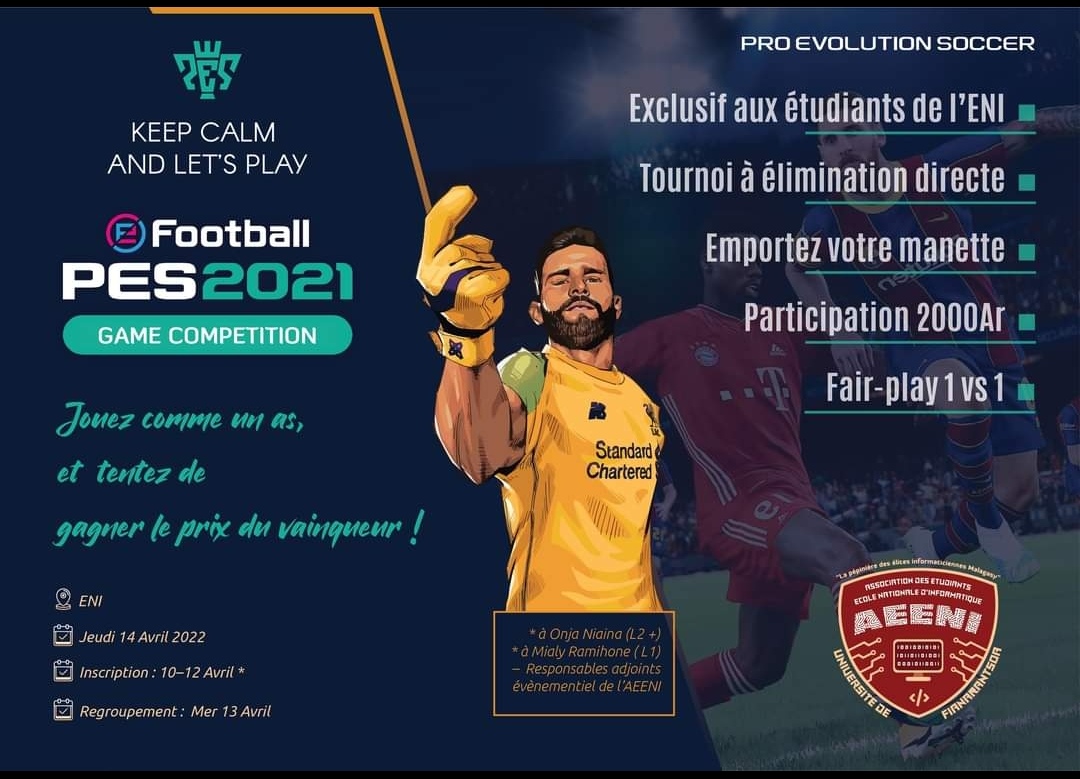 PES
KEEP CALM
AND LET'S PLAY
eFootball
PES2021
GAME COMPETITION
Jouez comme un as,
et tentez de
gagner le prix du vainqueur !
ENI
Jeudi 14 Avril 2022
Inscription : 10–12 Avril *
Regroupement : Mer 13 Avril
Standard
Chartered
* à Onja Niaina (L2 +)
* à Mialy Ramihone ( L1)
– Responsables adjoints
évènementiel de l'AEENI
PRO EVOLUTION SOCCER
Exclusif aux étudiants de l'ENI
Tournoi à élimination directe
Emportez votre manette
Participation 2000Ar
Fair-play 1 vs 1
"La pépinière des élites informaticiennes Malagasy"
ASSOCIATION DES ETUDIANTS
ECOLE NATIONALE D'INFORMATIQUE
AEENI
</>
UNIVERSITE DE FIANARANTSOA